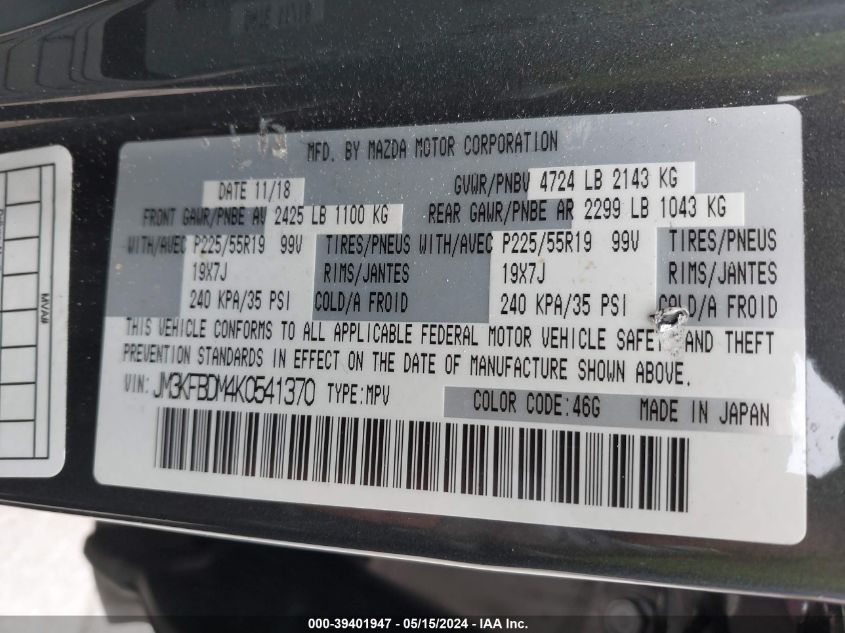 MFD. BY MAZDA MOTOR CORPORATION
DATE 11/18 GVWR/PNBV 4724 LB 2143 KG
FRONT GAWR/PNBE AV 2425 LB 1100 KG REAR GAWR/PNBE AR 2299 LB 1043 KG
WITH/AVEC P225/55R19 99V TIRES/PNEUS WITH/AVEC P225/55R19 99V TIRES/PNEUS
19X7J RIMS/JANTES 19X7J RIMS/JANTES
240 KPA/35 PSI COLD/A FROID 240 KPA/35 PSI COLD/A FROID
THIS VEHICLE CONFORMS TO ALL APPLICABLE FEDERAL MOTOR VEHICLE SAFETY AND THEFT
PREVENTION STANDARDS IN EFFECT ON THE DATE OF MANUFACTURE SHOWN ABOVE.
VIN: JM3KFBDM4K0541370 TYPE:MPV COLOR CODE:46G MADE IN JAPAN
MVA#
000-39401947 - 05/15/2024 - IAA Inc.